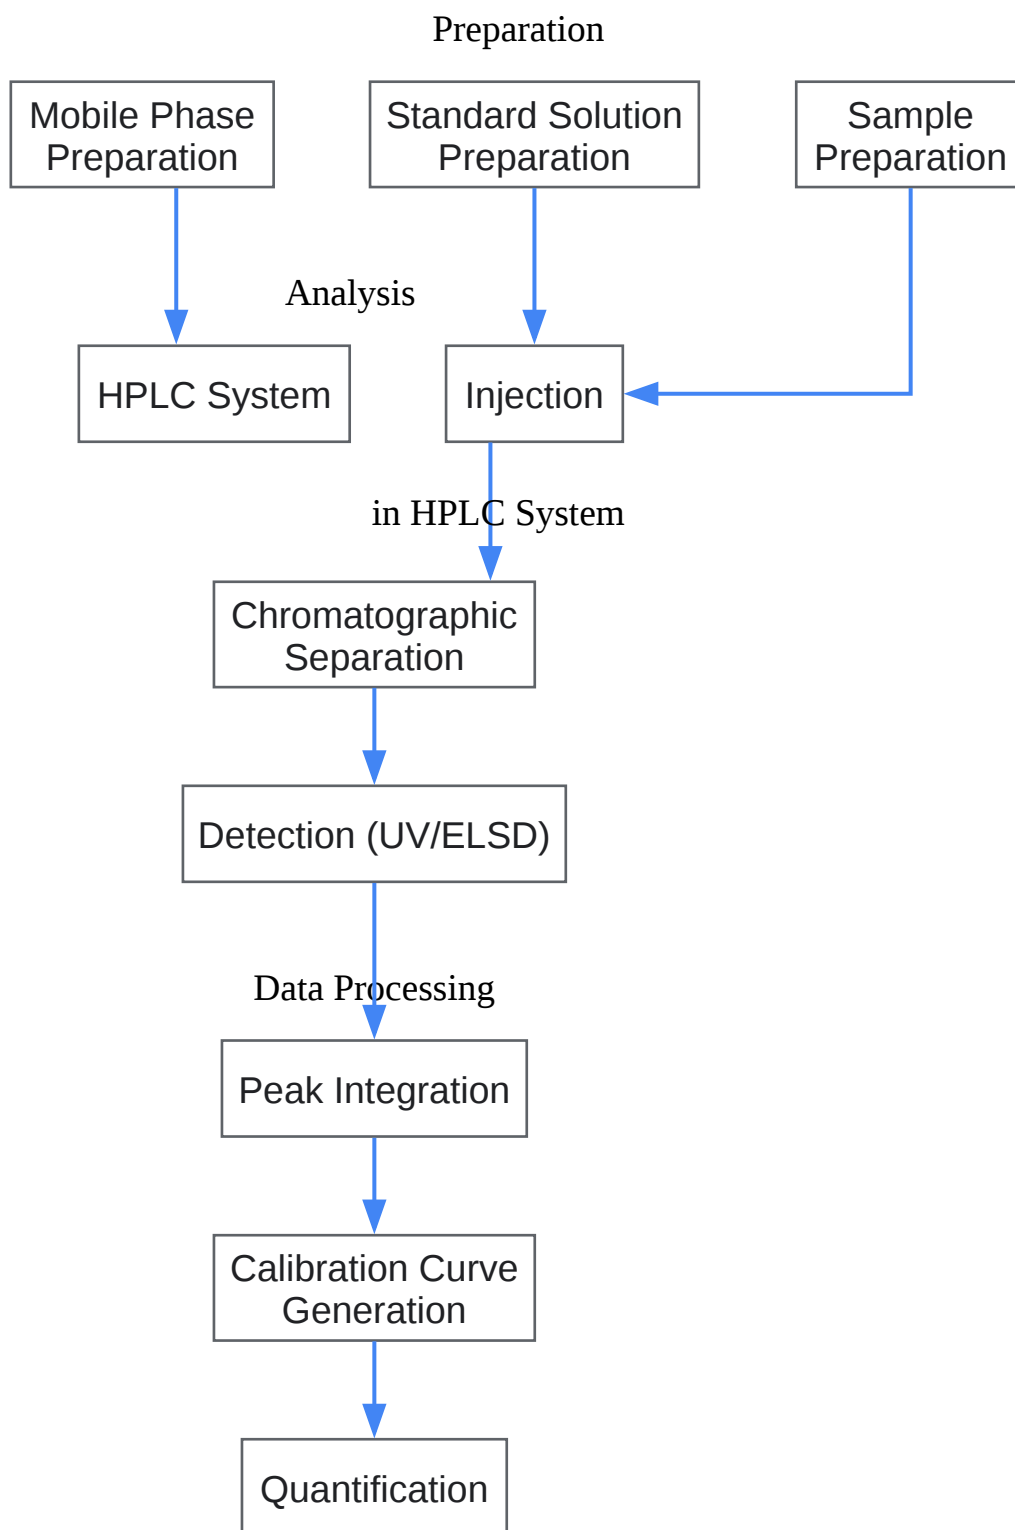 Preparation
Mobile Phase
Preparation
Standard Solution
Preparation
Sample
Preparation
Analysis
HPLC System
Injection
in HPLC System
Chromatographic
Separation
Detection (UV/ELSD)
Data Processing
Peak Integration
Calibration Curve
Generation
Quantification